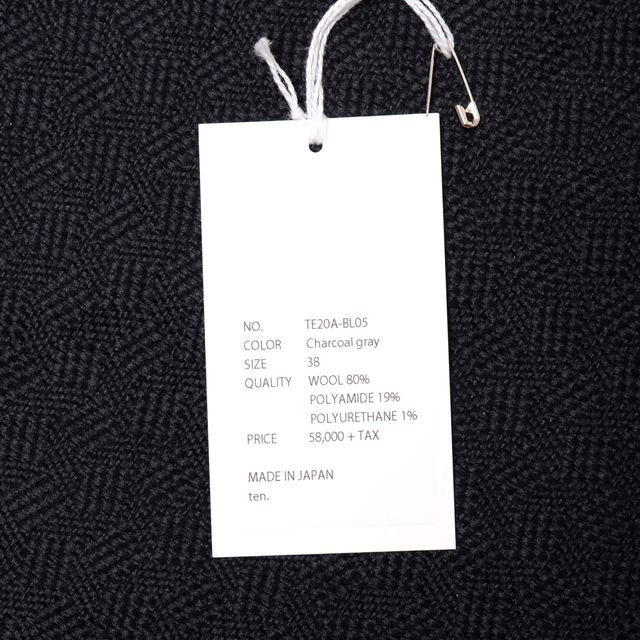 NO. TE20A-BL05
COLOR Charcoal gray
SIZE 38
QUALITY WOOL 80%
POLYAMIDE 19%
POLYURETHANE 1%
PRICE 58,000 + TAX
MADE IN JAPAN
ten.